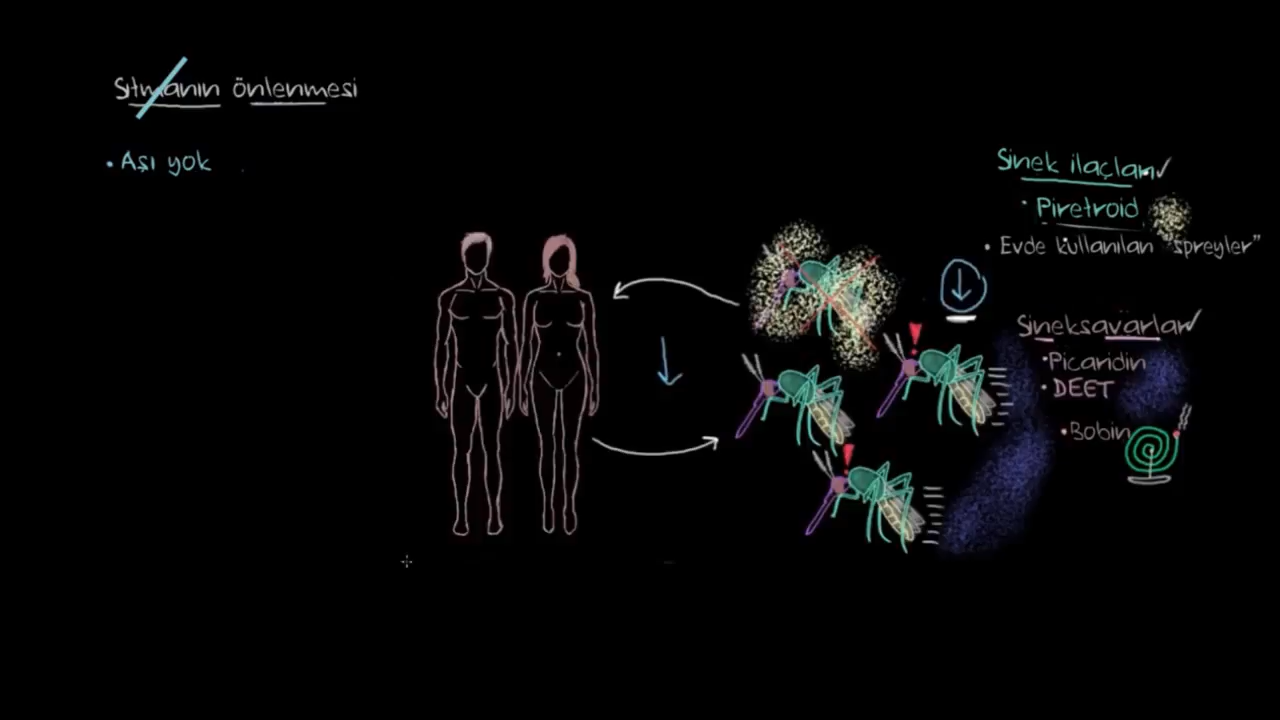 Sıtmanın önlenmesi
• Aşı yok
Sinek ilaçları
• Piretroid
• Evde kullanılan "spreyler"
Sineksavarlar
• Picaridin
• DEET
• Bobin